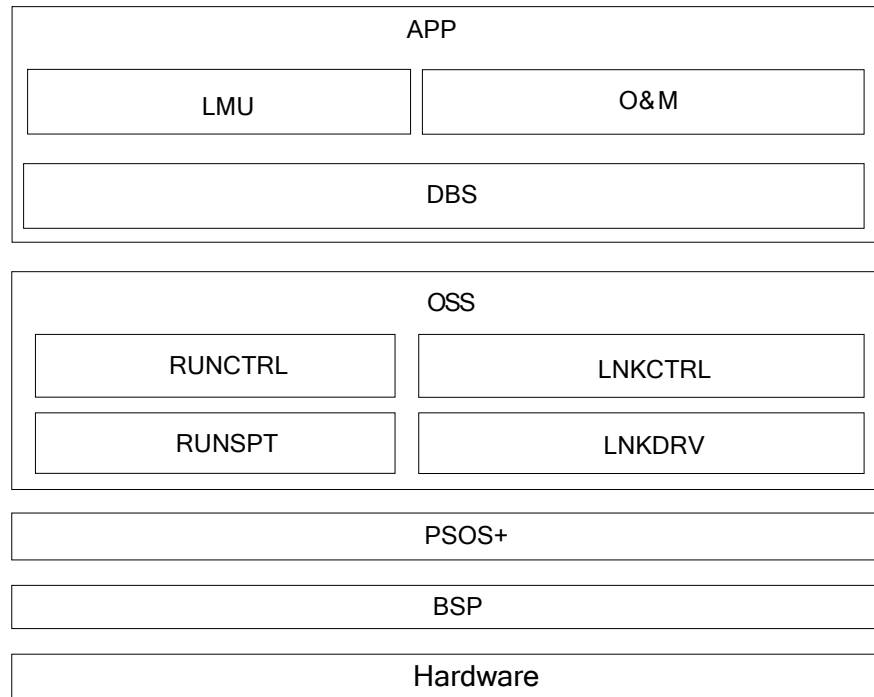 APP
LMU
O&M
DBS
OSS
RUNCTRL
LNKCTRL
RUNSPT
LNKDRV
PSOS+
BSP
Hardware